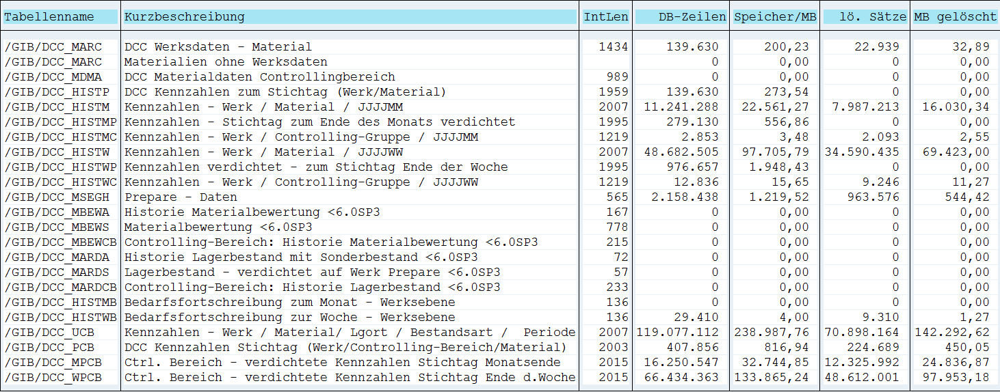 Tabellenname Kurzbeschreibung IntLen DB-Zeilen Speicher/MB lö. Sätze MB gelöscht
/GIB/DCC_MARC DCC Werksdaten - Material 1434 139.630 200,23 22.939 32,89
/GIB/DCC_MARC Materialien ohne Werksdaten 0 0,00 0 0,00
/GIB/DCC_MDMA DCC Materialdaten Controllingbereich 989 0 0,00 0 0,00
/GIB/DCC_HISTP DCC Kennzahlen zum Stichtag (Werk/Material) 1959 139.630 273,54 0 0,00
/GIB/DCC_HISTM Kennzahlen - Werk / Material / JJJJMM 2007 11.241.288 22.561,27 7.987.213 16.030,34
/GIB/DCC_HISTMP Kennzahlen - Stichtag zum Ende des Monats verdichtet 1995 279.130 556,86 0 0,00
/GIB/DCC_HISTMC Kennzahlen - Werk / Controlling-Gruppe / JJJJMM 1219 2.853 3,48 2.093 2,55
/GIB/DCC_HISTW Kennzahlen - Werk / Material / JJJJWW 2007 48.682.505 97.705,79 34.590.435 69.423,00
/GIB/DCC_HISTWP Kennzahlen verdichtet - zum Stichtag Ende der Woche 1995 976.657 1.948,43 0 0,00
/GIB/DCC_HISTWC Kennzahlen - Werk / Controlling-Gruppe / JJJJWW 1219 12.836 15,65 9.246 11,27
/GIB/DCC_MSEGH Prepare - Daten 565 2.158.438 1.219,52 963.576 544,42
/GIB/DCC_MBEWA Historie Materialbewertung <6.0SP3 167 0 0,00 0 0,00
/GIB/DCC_MBEWS Materialbewertung <6.0SP3 778 0 0,00 0 0,00
/GIB/DCC_MBEWCB Controlling-Bereich: Historie Materialbewertung <6.0SP3 215 0 0,00 0 0,00
/GIB/DCC_MARDA Historie Lagerbestand mit Sonderbestand <6.0SP3 72 0 0,00 0 0,00
/GIB/DCC_MARDS Lagerbestand - verdichtet auf Werk Prepare <6.0SP3 57 0 0,00 0 0,00
/GIB/DCC_MARDCB Controlling-Bereich: Historie Lagerbestand <6.0SP3 233 0 0,00 0 0,00
/GIB/DCC_HISTMB Bedarfsfortschreibung zum Monat - Werksebene 136 0 0,00 0 0,00
/GIB/DCC_HISTWB Bedarfsfortschreibung zur Woche - Werksebene 136 29.410 4,00 9.310 1,27
/GIB/DCC_UCB Kennzahlen - Werk / Material/ Lgort / Bestandsart /  Periode 2007 119.077.112 238.987,76 70.898.164 142.292,62
/GIB/DCC_PCB DCC Kennzahlen Stichtag (Werk/Controlling-Bereich/Material) 2003 407.856 816,94 224.689 450,05
/GIB/DCC_MPCB Ctrl. Bereich - verdichtete Kennzahlen Stichtag Monatsende 2015 16.250.547 32.744,85 12.325.992 24.836,87
/GIB/DCC_WPCB Ctrl. Bereich - verdichtete Kennzahlen Stichtag Ende d.Woche 2015 66.434.363 133.865,24 48.612.001 97.953,18